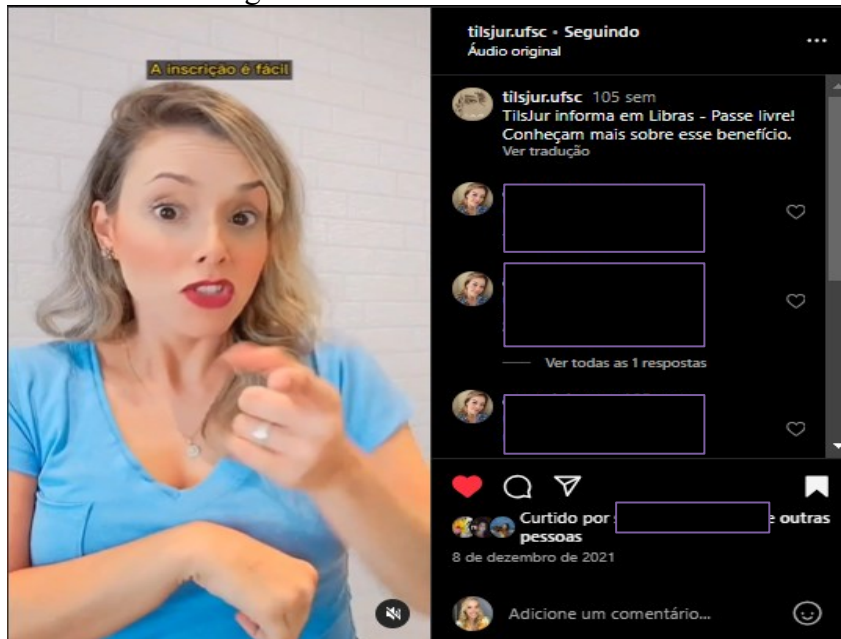 A inscrição é fácil
tilsjur.ufsc • Seguindo
Áudio original
tilsjur.ufsc 105 sem
TilsJur informa em Libras - Passe livre!
Conheçam mais sobre esse benefício.
Ver tradução
Ver todas as 1 respostas
Curtido por
e outras
pessoas
8 de dezembro de 2021
Adicione um comentário...